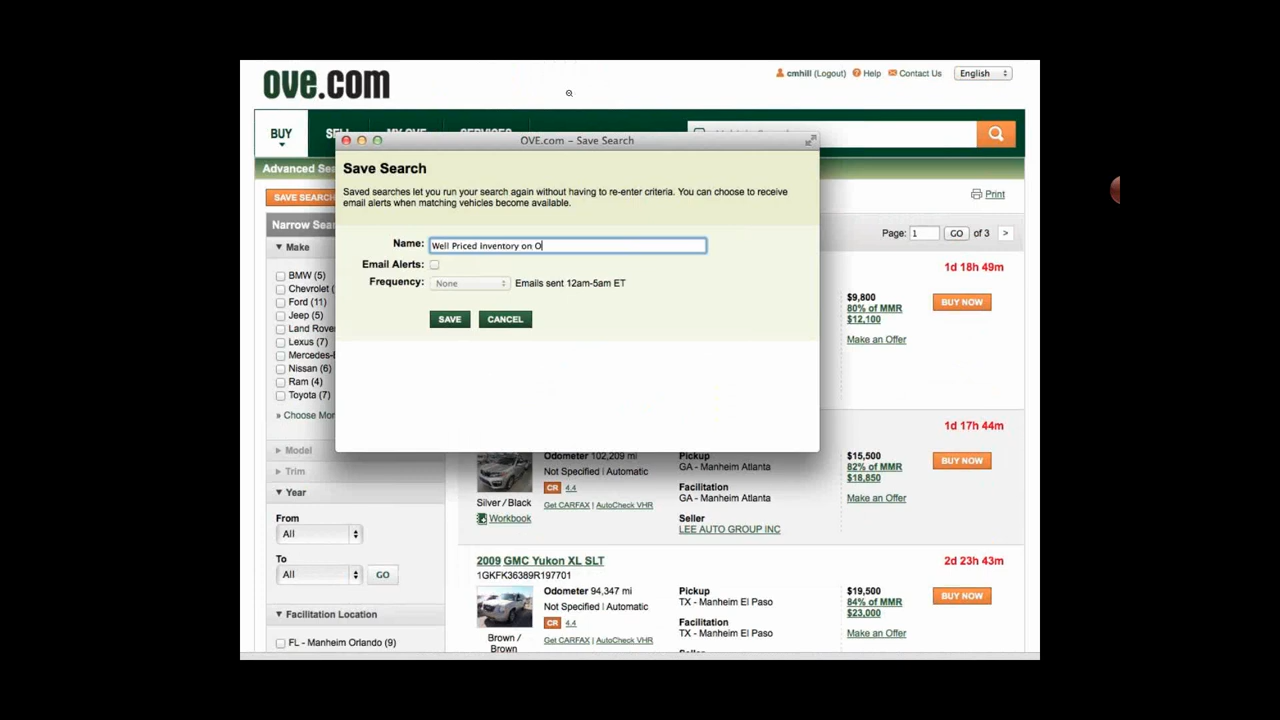 ove.com
cmhill (Logout) Help Contact Us English
BUY
OVE.com – Save Search
Advanced Sea
Save Search
Saved searches let you run your search again without having to re-enter criteria. You can choose to receive
email alerts when matching vehicles become available.
SAVE SEARCH
Print
Narrow Sear
Page: 1 GO of 3 >
Name: Well Priced Inventory on O
Make
Email Alerts:
Frequency: None Emails sent 12am-5am ET
SAVE CANCEL
BMW (5)
Chevrolet (
Ford (11)
Jeep (5)
Land Rove
Lexus (7)
Mercedes-B
Nissan (6)
Ram (4)
Toyota (7)
» Choose Mor
Model
Trim
Year
From
All
To
All GO
Facilitation Location
FL - Manheim Orlando (9)
1d 18h 49m
$9,800
80% of MMR
$12,100
BUY NOW
Make an Offer
1d 17h 44m
Odometer 102,209 mi
Not Specified | Automatic
CR 4.4
Get CARFAX | AutoCheck VHR
Silver / Black
Workbook
Pickup
GA - Manheim Atlanta
Facilitation
GA - Manheim Atlanta
Seller
LEE AUTO GROUP INC
$15,500
82% of MMR
$18,850
BUY NOW
Make an Offer
2009 GMC Yukon XL SLT
1GKFK36389R197701
2d 23h 43m
Odometer 94,347 mi
Not Specified | Automatic
CR 4.4
Get CARFAX | AutoCheck VHR
Brown /
Brown
Pickup
TX - Manheim El Paso
Facilitation
TX - Manheim El Paso
$19,500
84% of MMR
$23,000
BUY NOW
Make an Offer